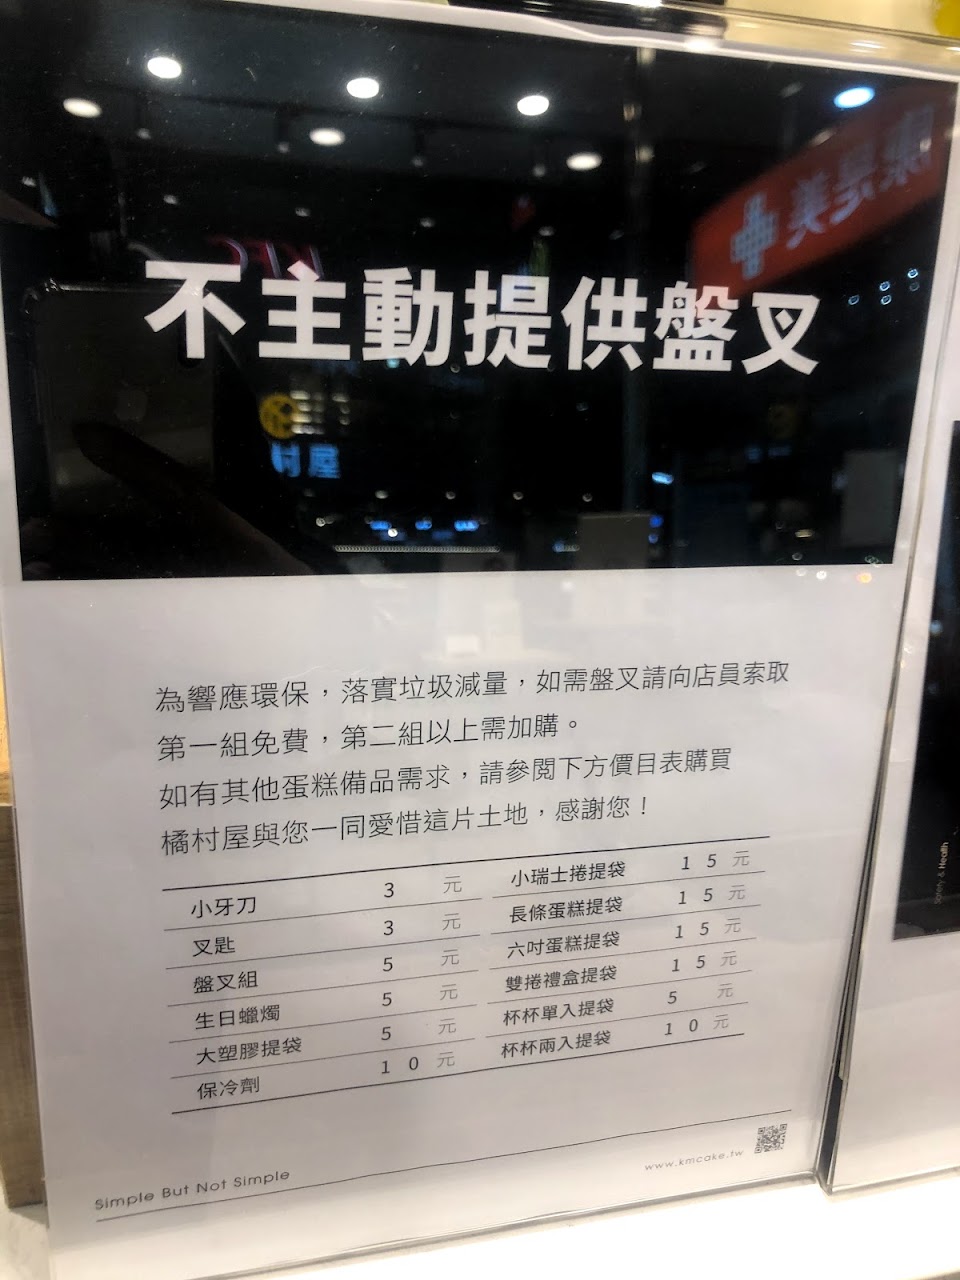 不主動提供盤叉
村屋
為響應環保，落實垃圾減量，如需盤叉請向店員索取
第一組免費，第二組以上需加購。
如有其他蛋糕備品需求，請參閱下方價目表購買
橘村屋與您一同愛惜這片土地，感謝您！
小牙刀 3 元
叉匙 3 元
盤叉組 5 元
生日蠟燭 5 元
大塑膠提袋 5 元
保冷劑 10 元
小瑞士捲提袋 15 元
長條蛋糕提袋 15 元
六吋蛋糕提袋 15 元
雙捲禮盒提袋 15 元
杯杯單入提袋 5 元
杯杯兩入提袋 10 元
Simple But Not Simple
www.kmcake.tw
Safety & Health
康是美